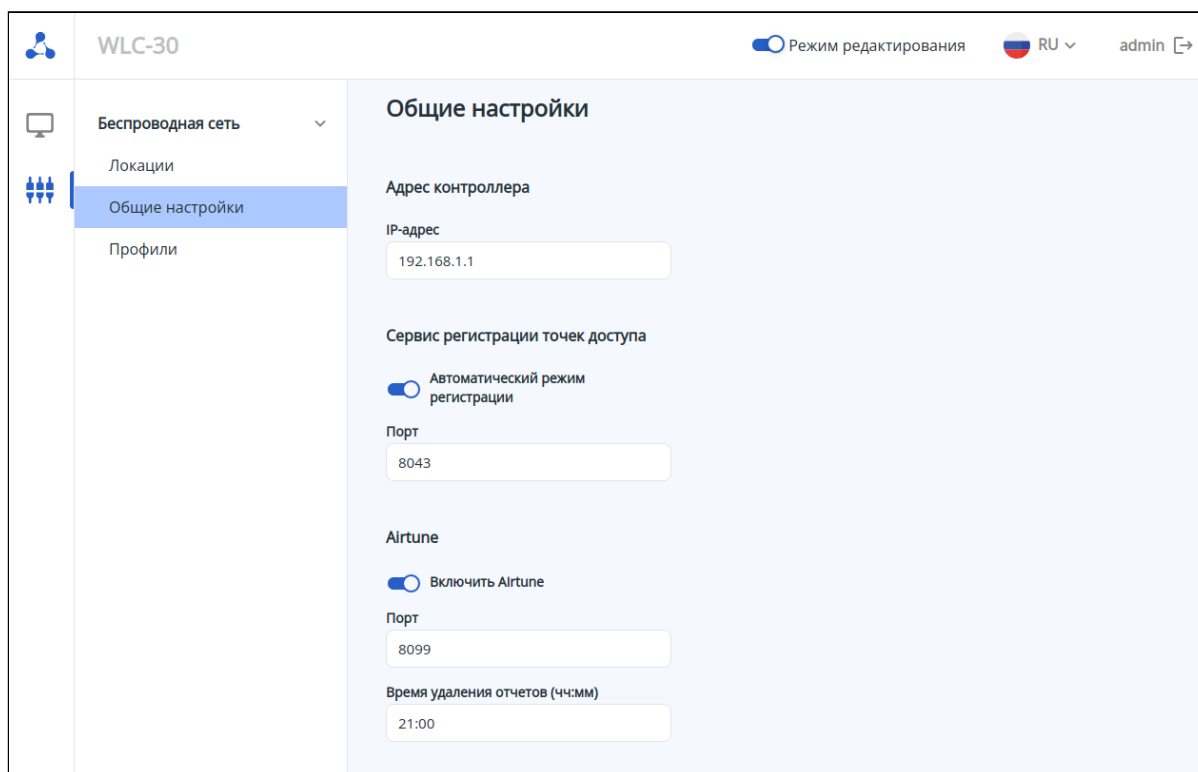 WLC-30
Режим редактирования
RU
admin
Беспроводная сеть
Локации
Общие настройки
Профили
Общие настройки
Адрес контроллера
IP-адрес
192.168.1.1
Сервис регистрации точек доступа
Автоматический режим
регистрации
Порт
8043
Airtune
Включить AIrtune
Порт
8099
Время удаления отчетов (чч:мм)
21:00